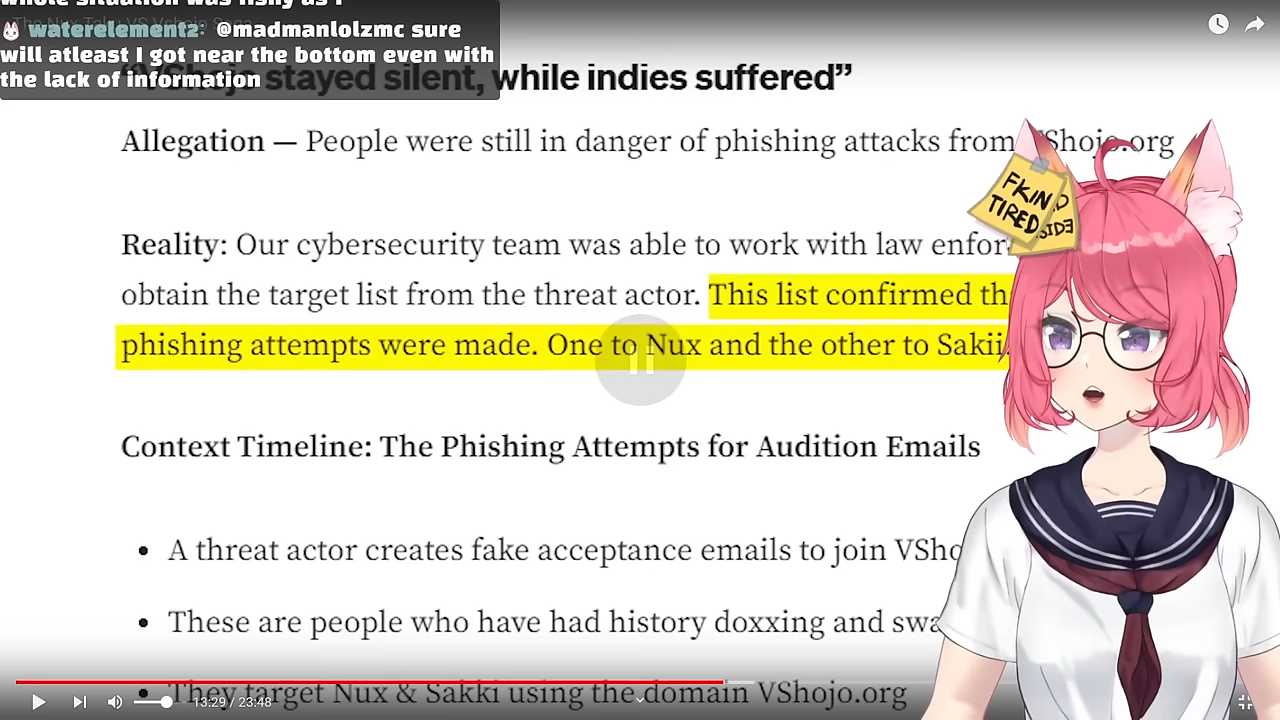 whole situation was fishy as I
waterelement2: @madmanlolzmc sure
will atleast I got near the bottom even with
the lack of information
"VShojo stayed silent, while indies suffered"
Allegation — People were still in danger of phishing attacks from VShojo.org
Reality: Our cybersecurity team was able to work with law enfor
obtain the target list from the threat actor. This list confirmed th
phishing attempts were made. One to Nux and the other to Sakii.
Context Timeline: The Phishing Attempts for Audition Emails
• A threat actor creates fake acceptance emails to join VSho
• These are people who have had history doxxing and swa
• They target Nux & Sakki using the domain VShojo.org
13:29 / 23:48
FKIN
TIRED